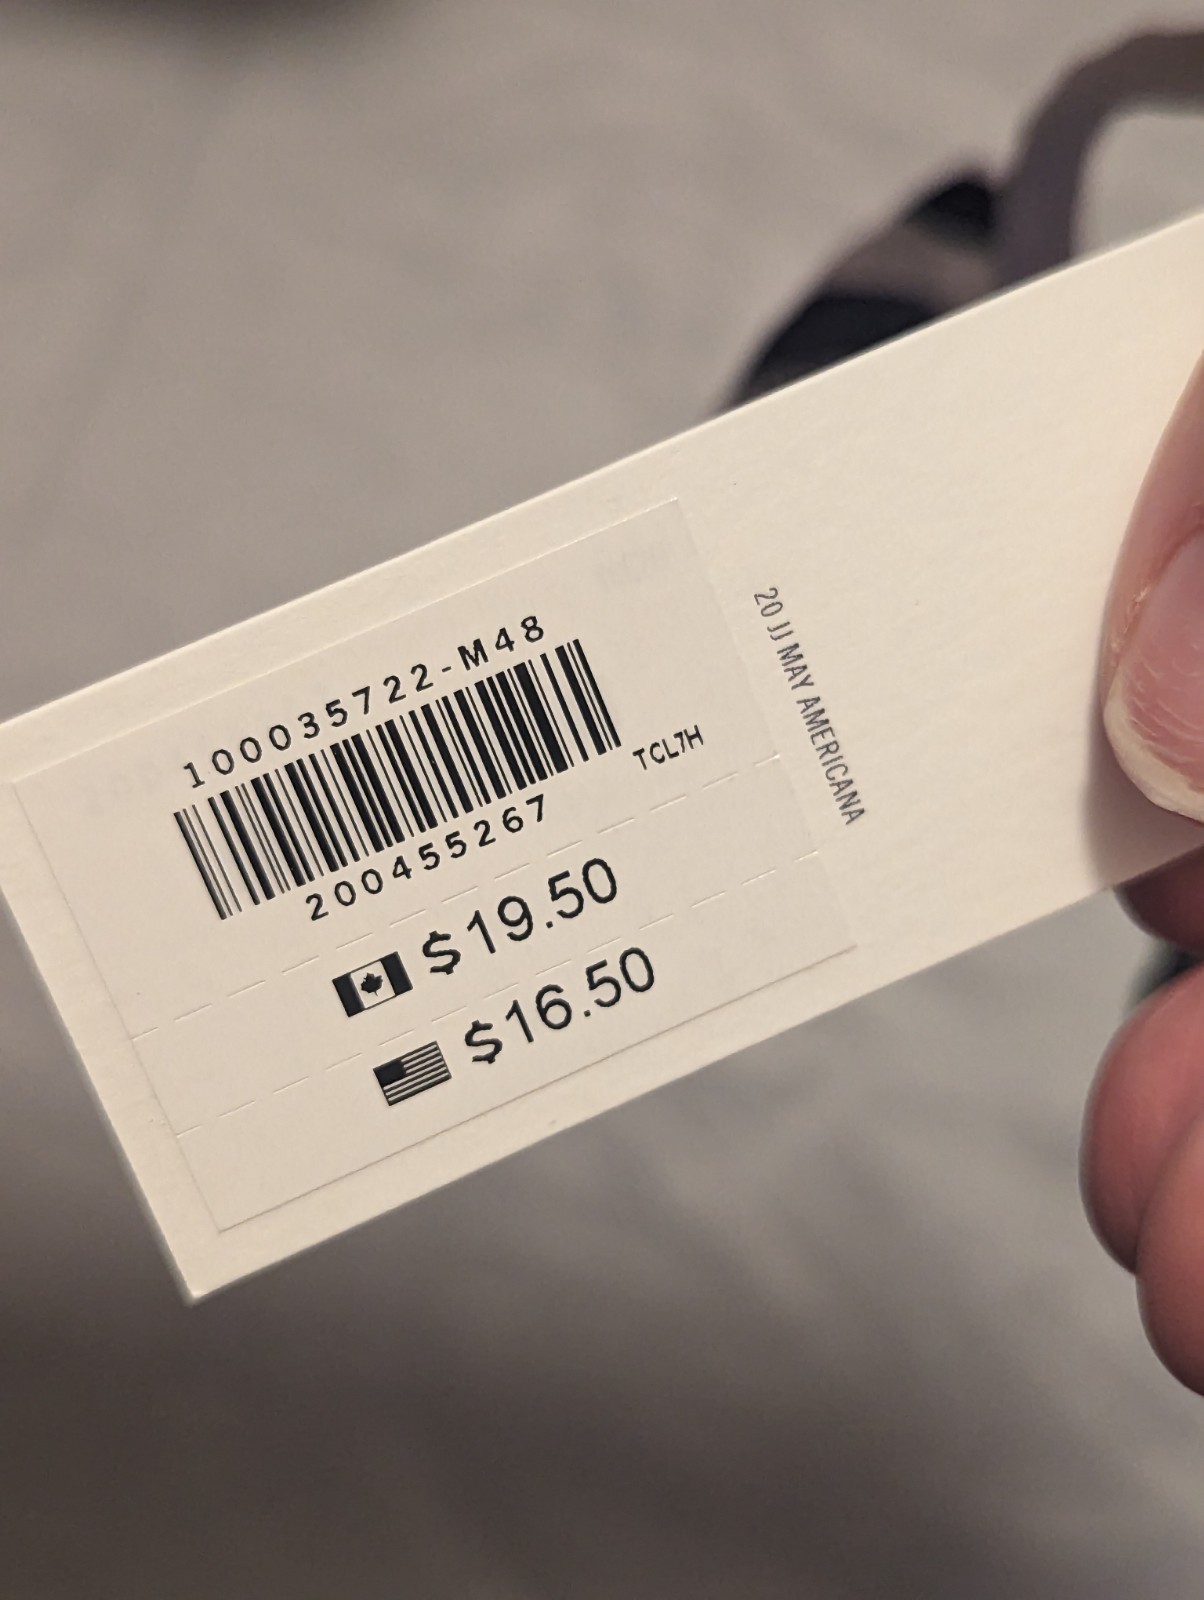 100035722-M48
TCL7H
200455267
$19.50
$16.50
20 JJ MAY AMERICANA